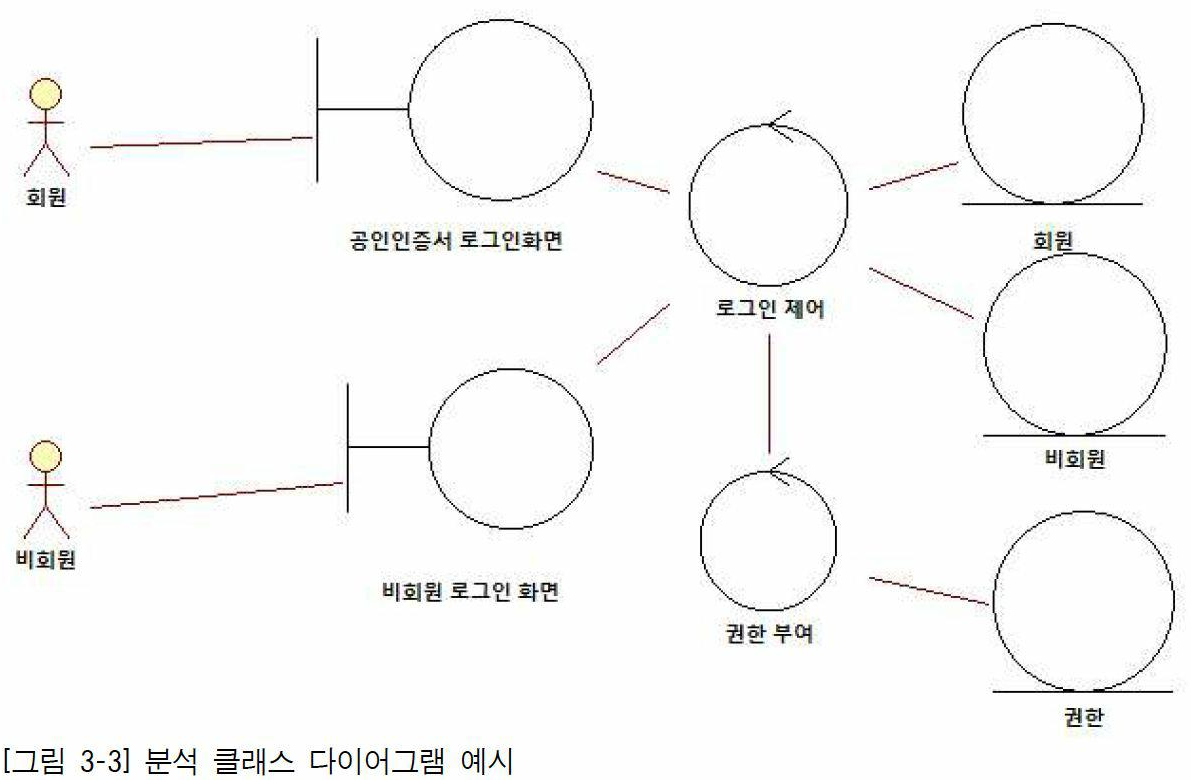 회원
공인인증서 로그인화면
로그인 제어
회원
비회원
비회원
비회원 로그인 화면
권한 부여
권한
[그림 3-3] 분석 클래스 다이어그램 예시